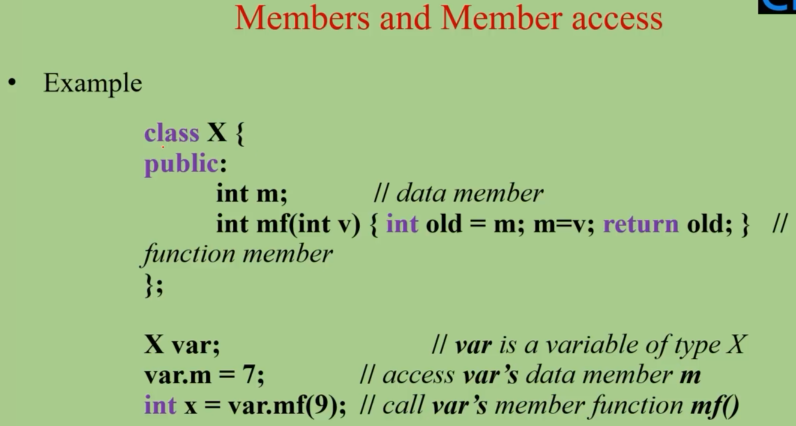 Members and Member access
• Example
class X {
public:
int m; // data member
int mf(int v) { int old = m; m=v; return old; } //
function member
};
X var; // var is a variable of type X
var.m = 7; // access var’s data member m
int x = var.mf(9); // call var’s member function mf()